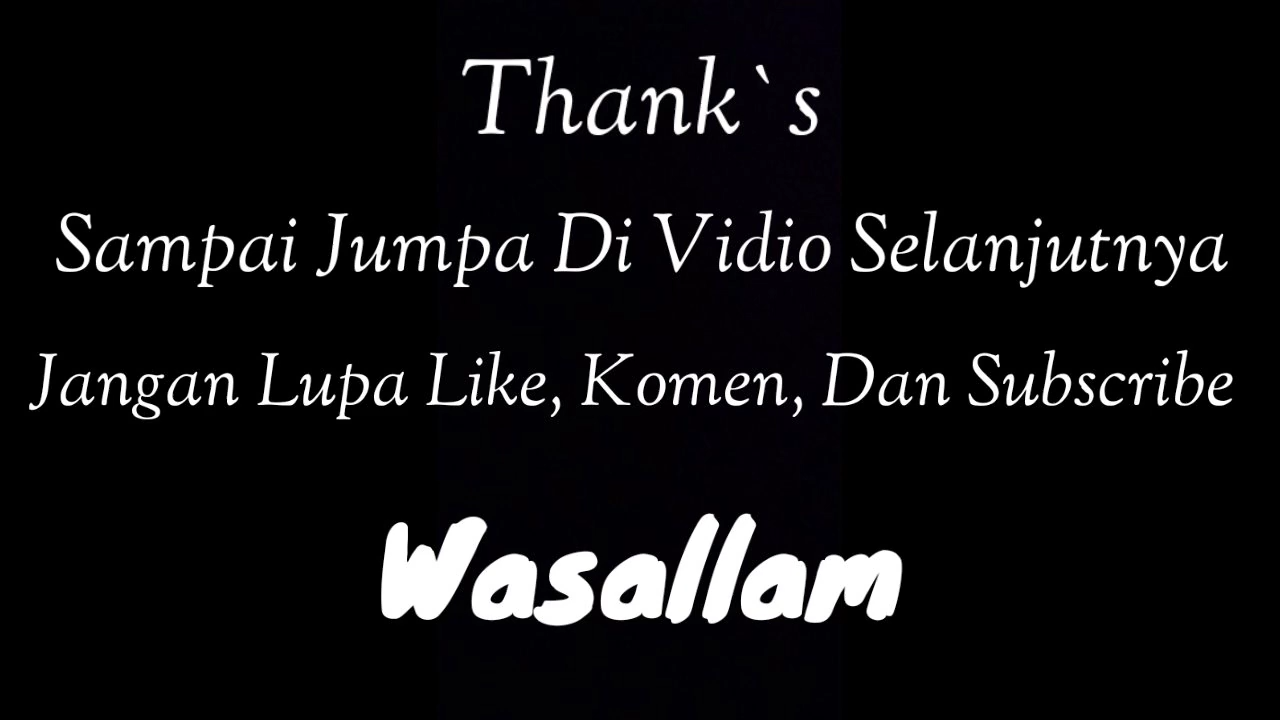 Thank`s
Sampai Jumpa Di Vidio Selanjutnya
Jangan Lupa Like, Komen, Dan Subscribe
Wasallam